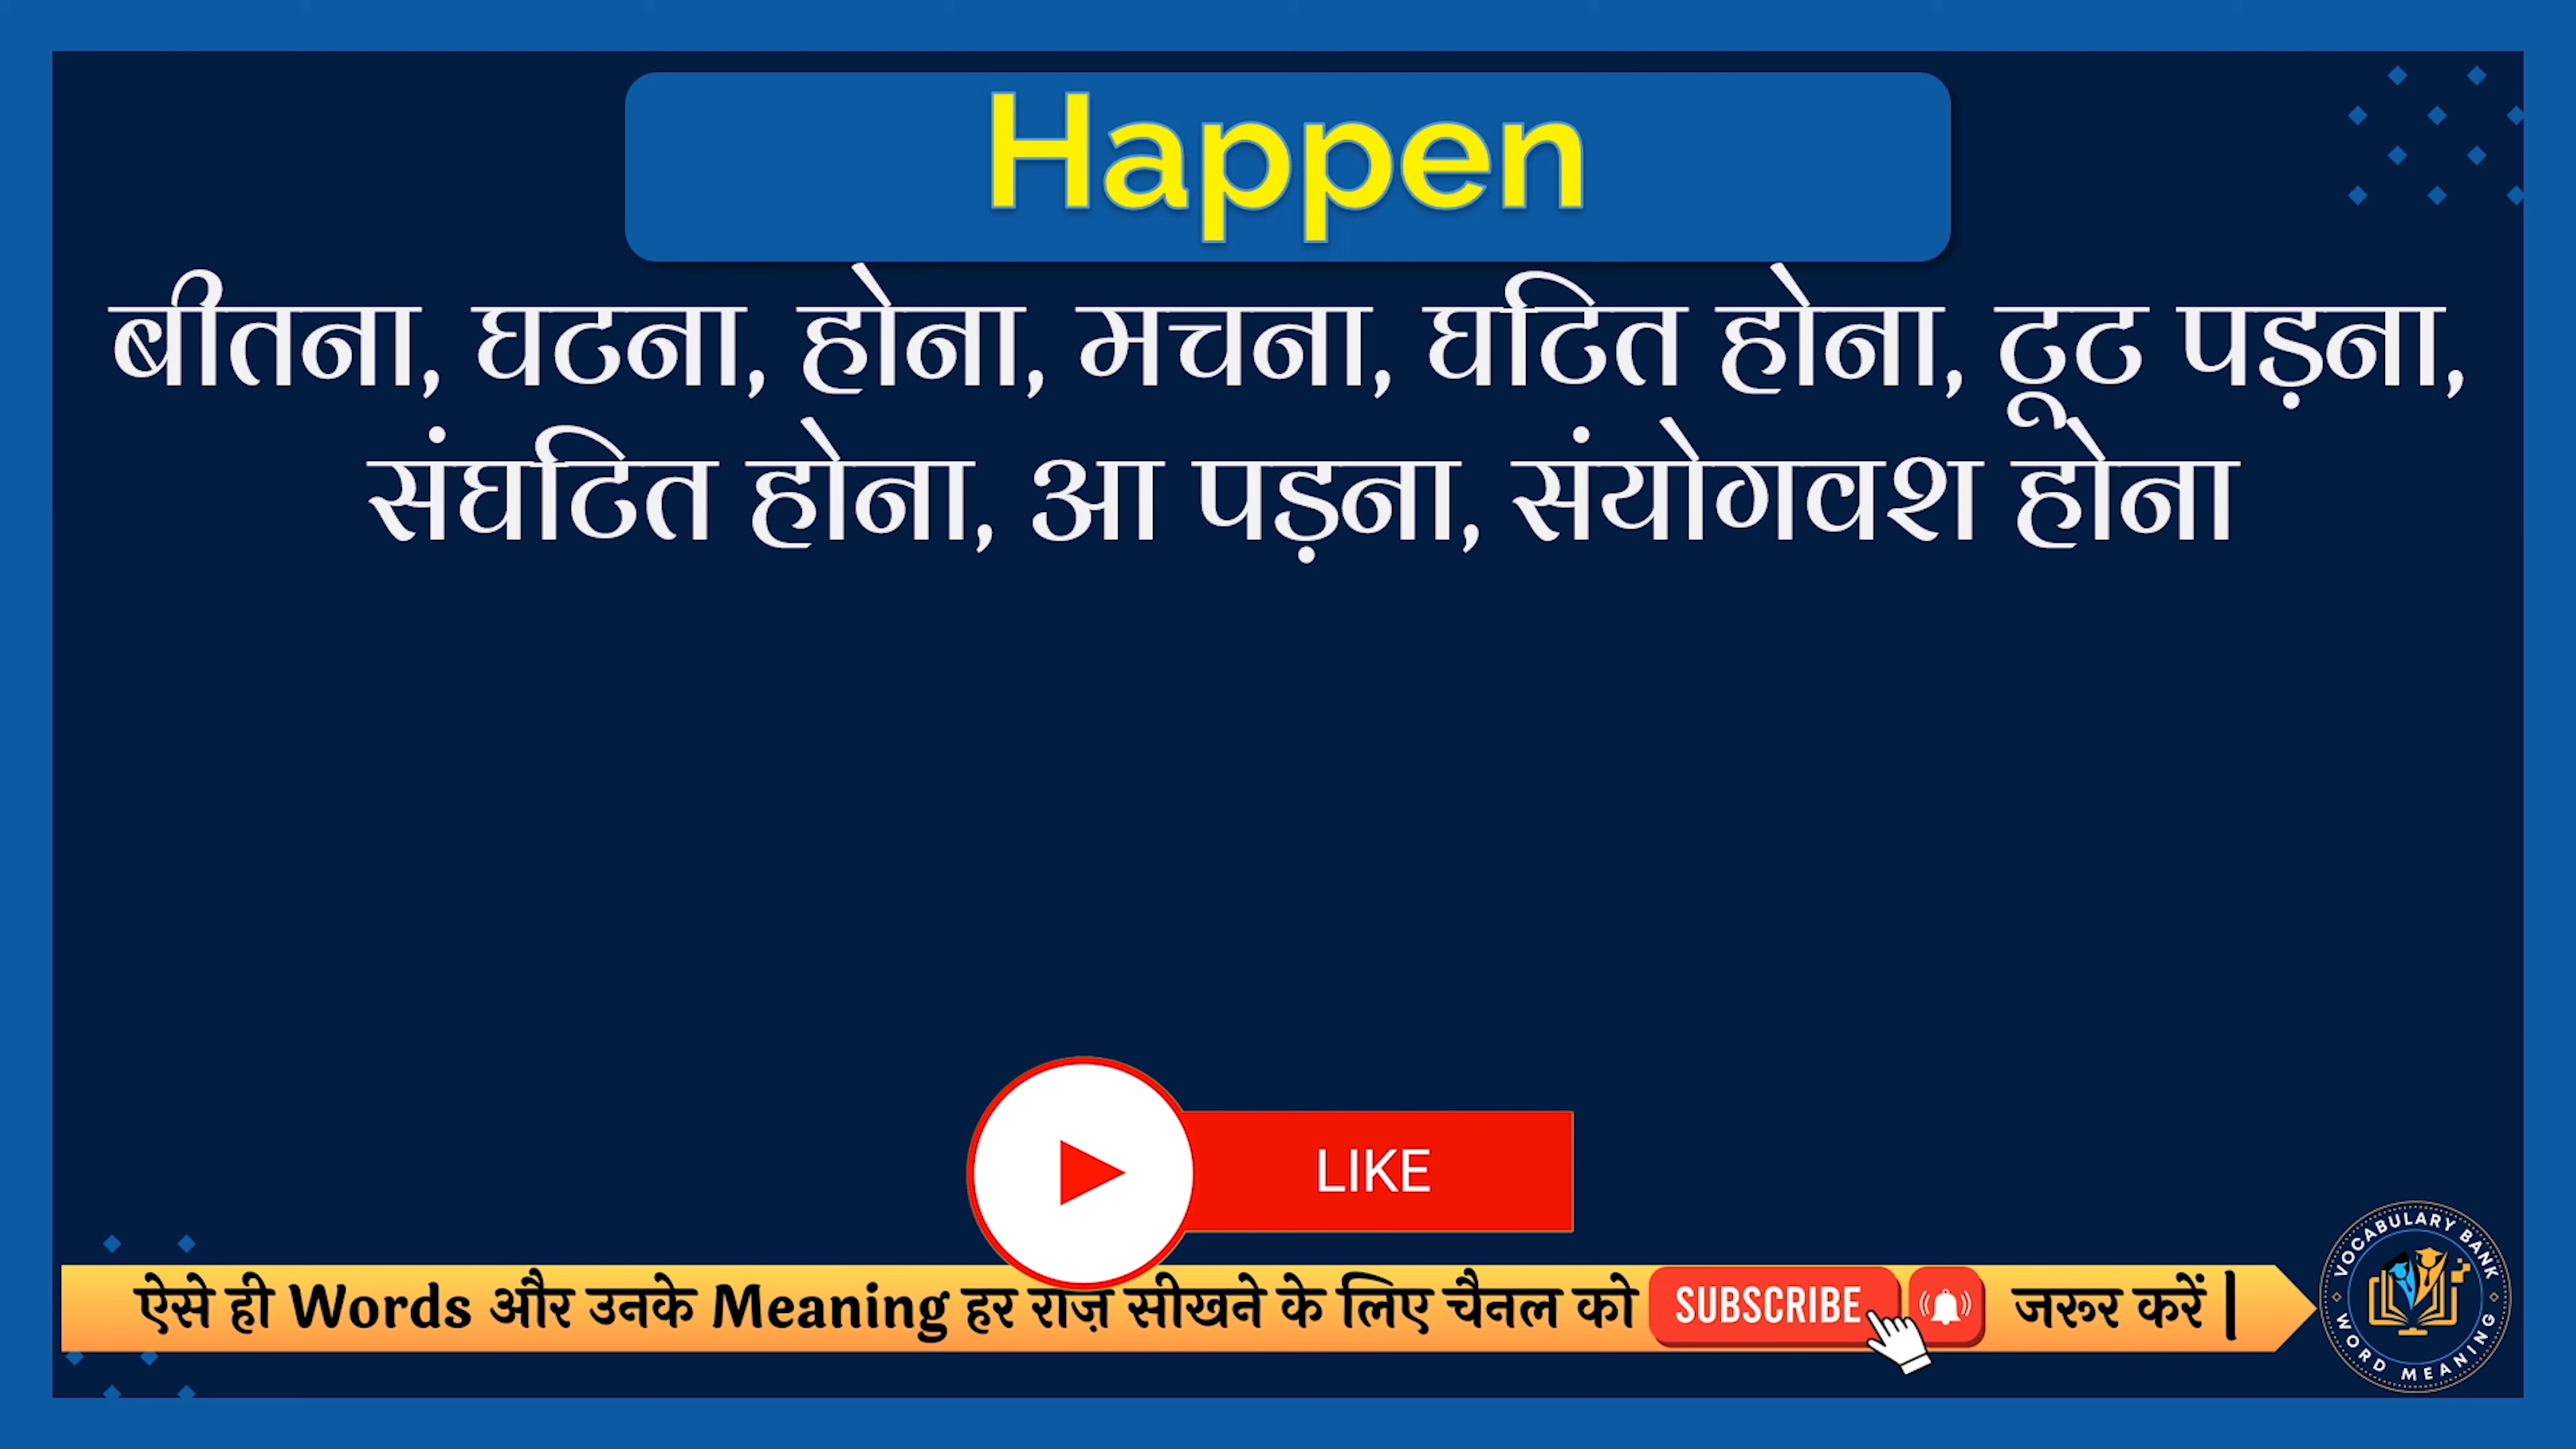 Happen
बीतना, घटना, होना, मचना, घटित होना, टूट पड़ना,
संघटित होना, आ पड़ना, संयोगवश होना
LIKE
ऐसे ही Words और उनके Meaning हर राज़ सीखने के लिए चैनल को SUBSCRIBE जरूर करें |
VOCABULARY BANK
WORD MEANING